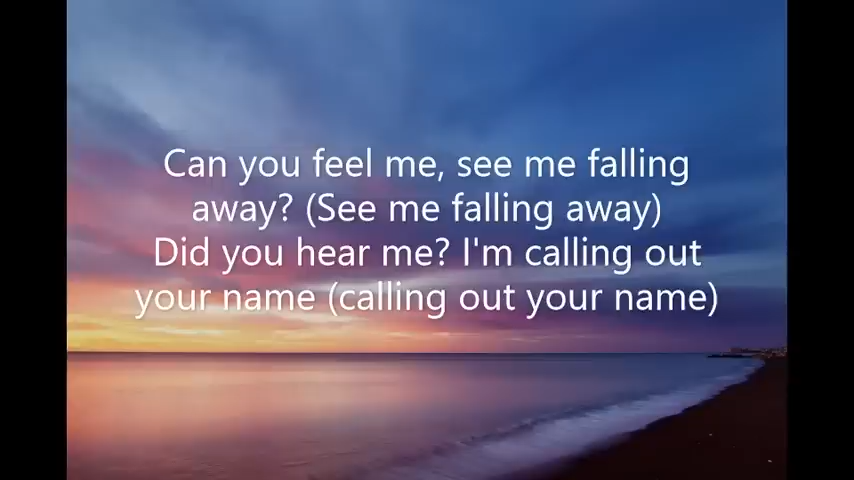 Can you feel me, see me falling
away? (See me falling away)
Did you hear me? I'm calling out
your name (calling out your name)